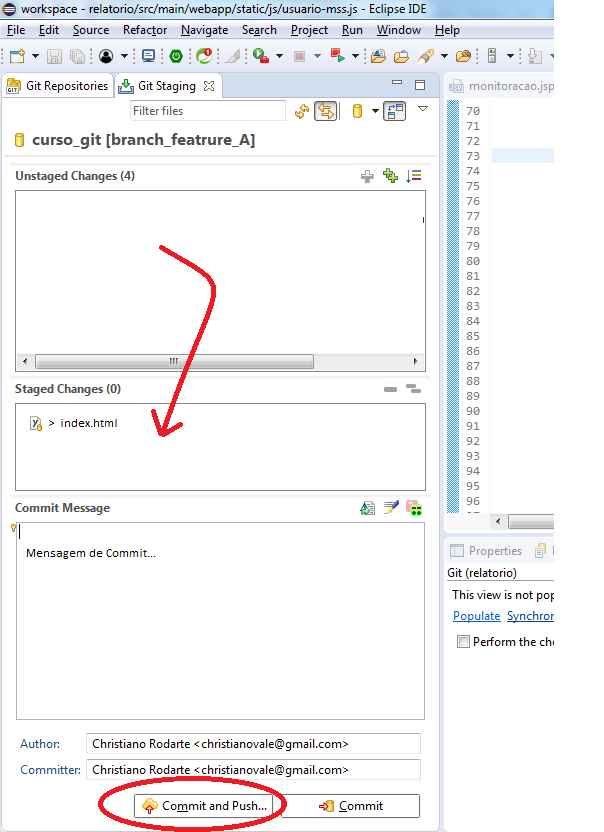 workspace - relatorio/src/main/webapp/static/js/usuario-mss.js - Eclipse IDE
File Edit Source Refactor Navigate Search Project Run Window Help
Git Repositories Git Staging monitoracao.jsp
Filter files
curso_git [branch_featrure_A]
Unstaged Changes (4)
Staged Changes (0)
> index.html
Commit Message
Mensagem de Commit...
Author: Christiano Rodarte <christianovale@gmail.com>
Committer: Christiano Rodarte <christianovale@gmail.com>
Commit and Push... Commit
70
71
72
73
74
75
76
77
78
79
80
81
82
83
84
85
86
87
88
89
90
91
92
93
94
95
96
Properties
Git (relatorio)
This view is not pop
Populate Synchror
Perform the che